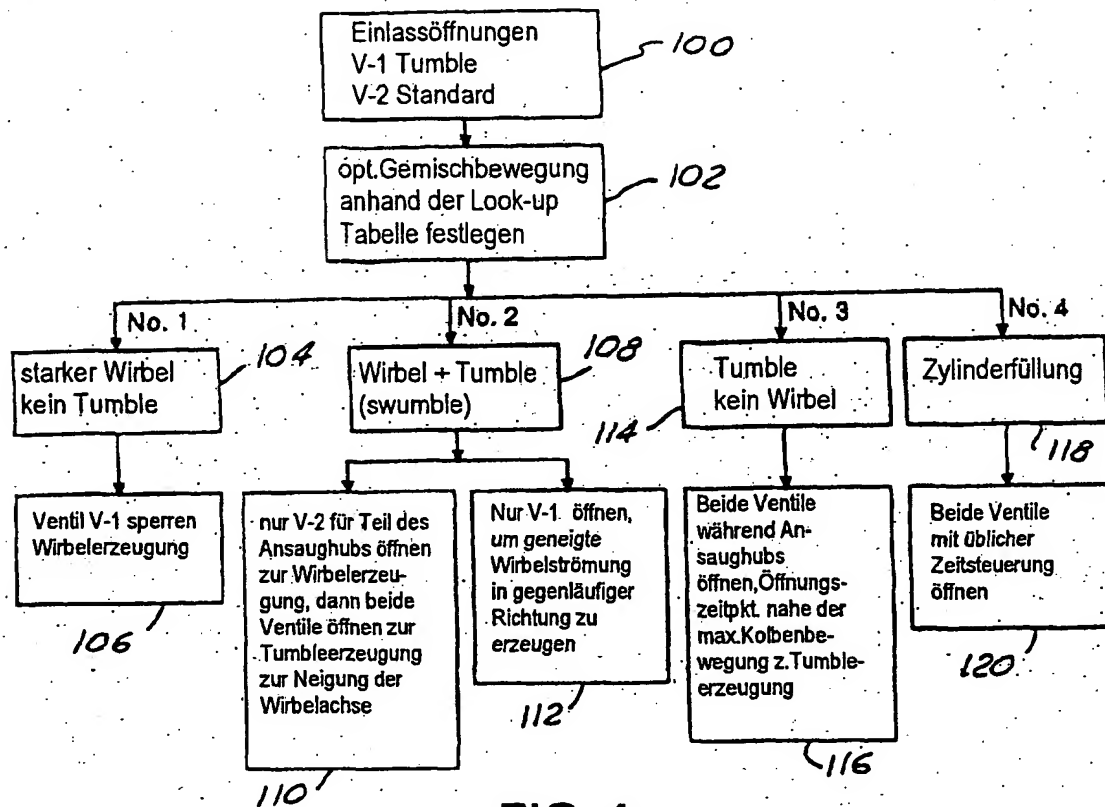 Einlassöffnungen
V-1 Tumble
V-2 Standard
100
opt.Gemischbewegung
anhand der Look-up
Tabelle festlegen
102
No. 1
No. 2
No. 3
No. 4
starker Wirbel
kein Tumble
104
Wirbel + Tumble
(swumble)
108
Tumble
kein Wirbel
114
Zylinderfüllung
118
Ventil V-1 sperren
Wirbelerzeugung
106
nur V-2 für Teil des
Ansaughubs öffnen
zur Wirbelerzeu-
gung, dann beide
Ventile öffnen zur
Tumbleerzeugung
zur Neigung der
Wirbelachse
110
Nur V-1 öffnen,
um geneigte
Wirbelströmung
in gegenläufiger
Richtung zu
erzeugen
112
Beide Ventile
während An-
saughubs
öffnen,Öffnungs-
zeitpkt. nahe der
max.Kolbenbe-
wegung z.Tumble-
erzeugung
116
Beide Ventile
mit üblicher
Zeitsteuerung
öffnen
120